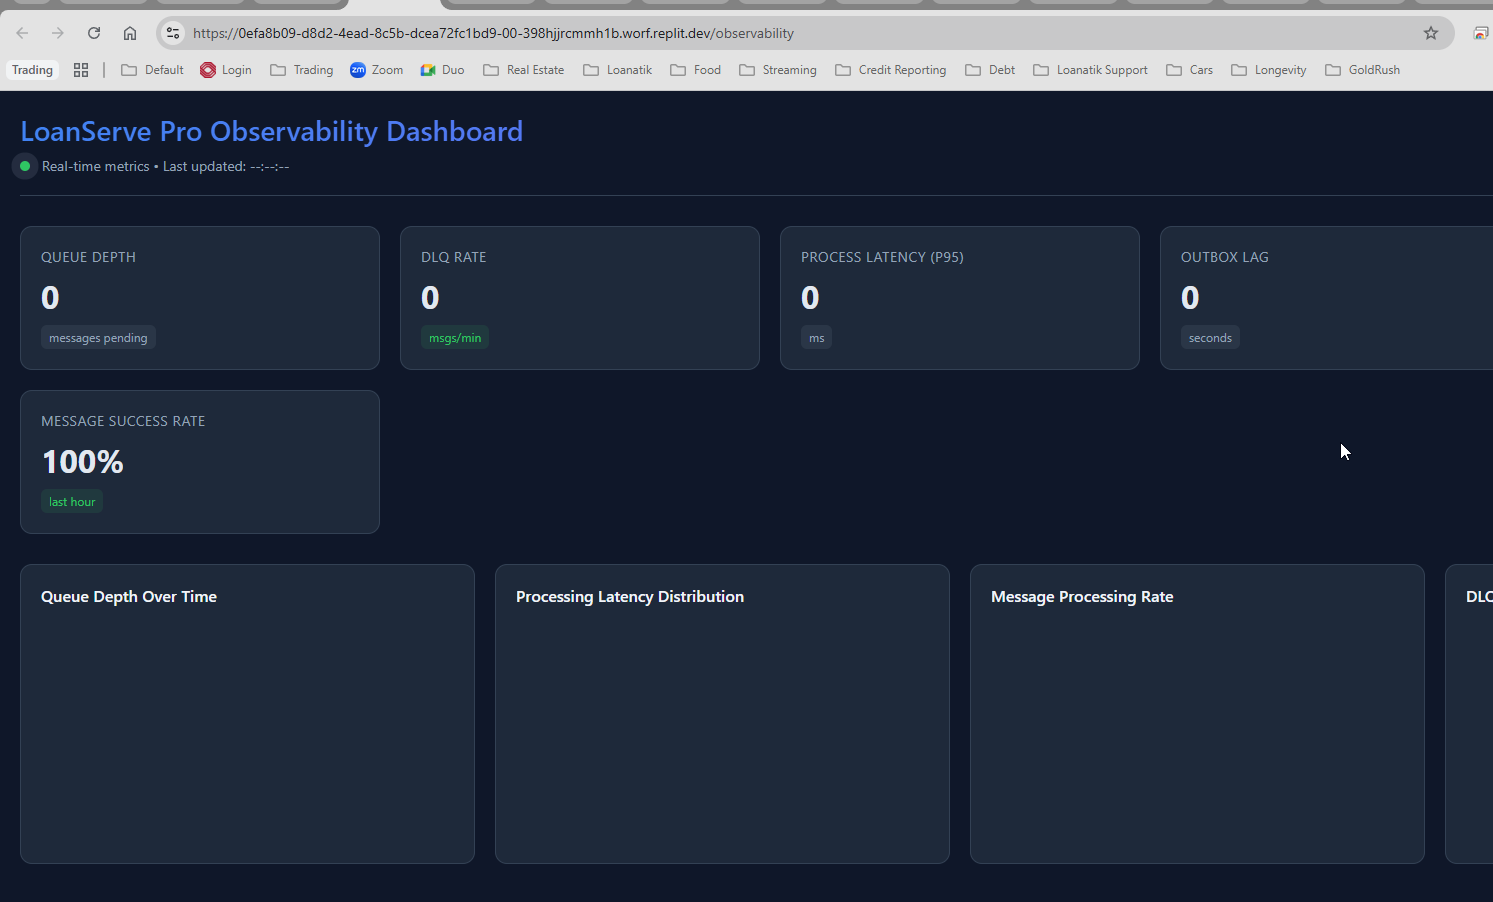 https://0efa8b09-d8d2-4ead-8c5b-dcea72fc1bd9-00-398hjjrcmmh1b.worf.replit.dev/observability
Trading Default Login Trading zm Zoom Duo Real Estate Loanatik Food Streaming Credit Reporting Debt Loanatik Support Cars Longevity GoldRush
LoanServe Pro Observability Dashboard
Real-time metrics • Last updated: --:--:--
QUEUE DEPTH
0
messages pending
DLQ RATE
0
msgs/min
PROCESS LATENCY (P95)
0
ms
OUTBOX LAG
0
seconds
MESSAGE SUCCESS RATE
100%
last hour
Queue Depth Over Time
Processing Latency Distribution
Message Processing Rate